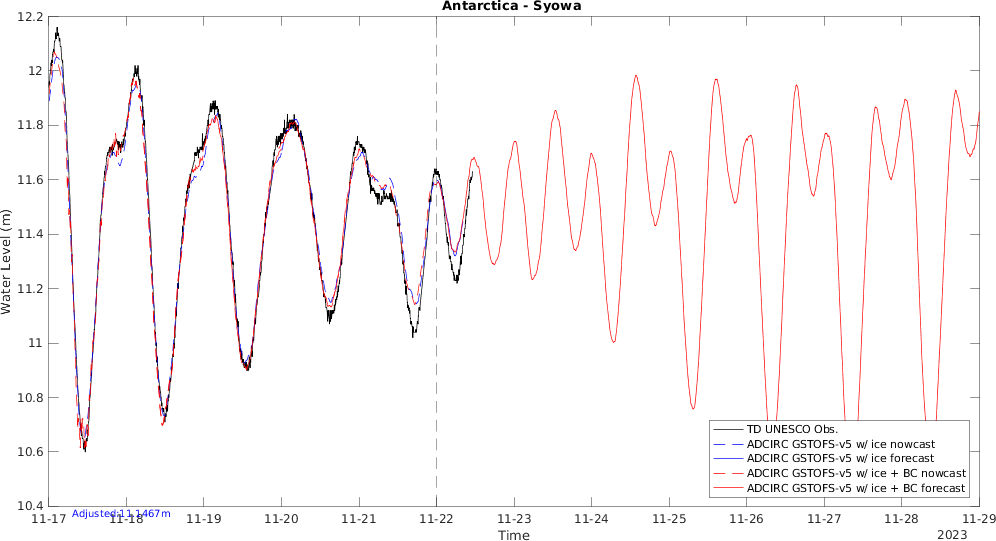 Antarctica - Syowa
12.2
12
11.8
11.6
11.4
11.2
11
10.8
10.6
10.4
Water Level (m)
TD UNESCO Obs.
ADCIRC GSTOFS-v5 w/ ice nowcast
ADCIRC GSTOFS-v5 w/ ice forecast
ADCIRC GSTOFS-v5 w/ ice + BC nowcast
ADCIRC GSTOFS-v5 w/ ice + BC forecast
Adjusted:11.1467m
11-17 11-18 11-19 11-20 11-21 11-22 11-23 11-24 11-25 11-26 11-27 11-28 11-29
Time
2023